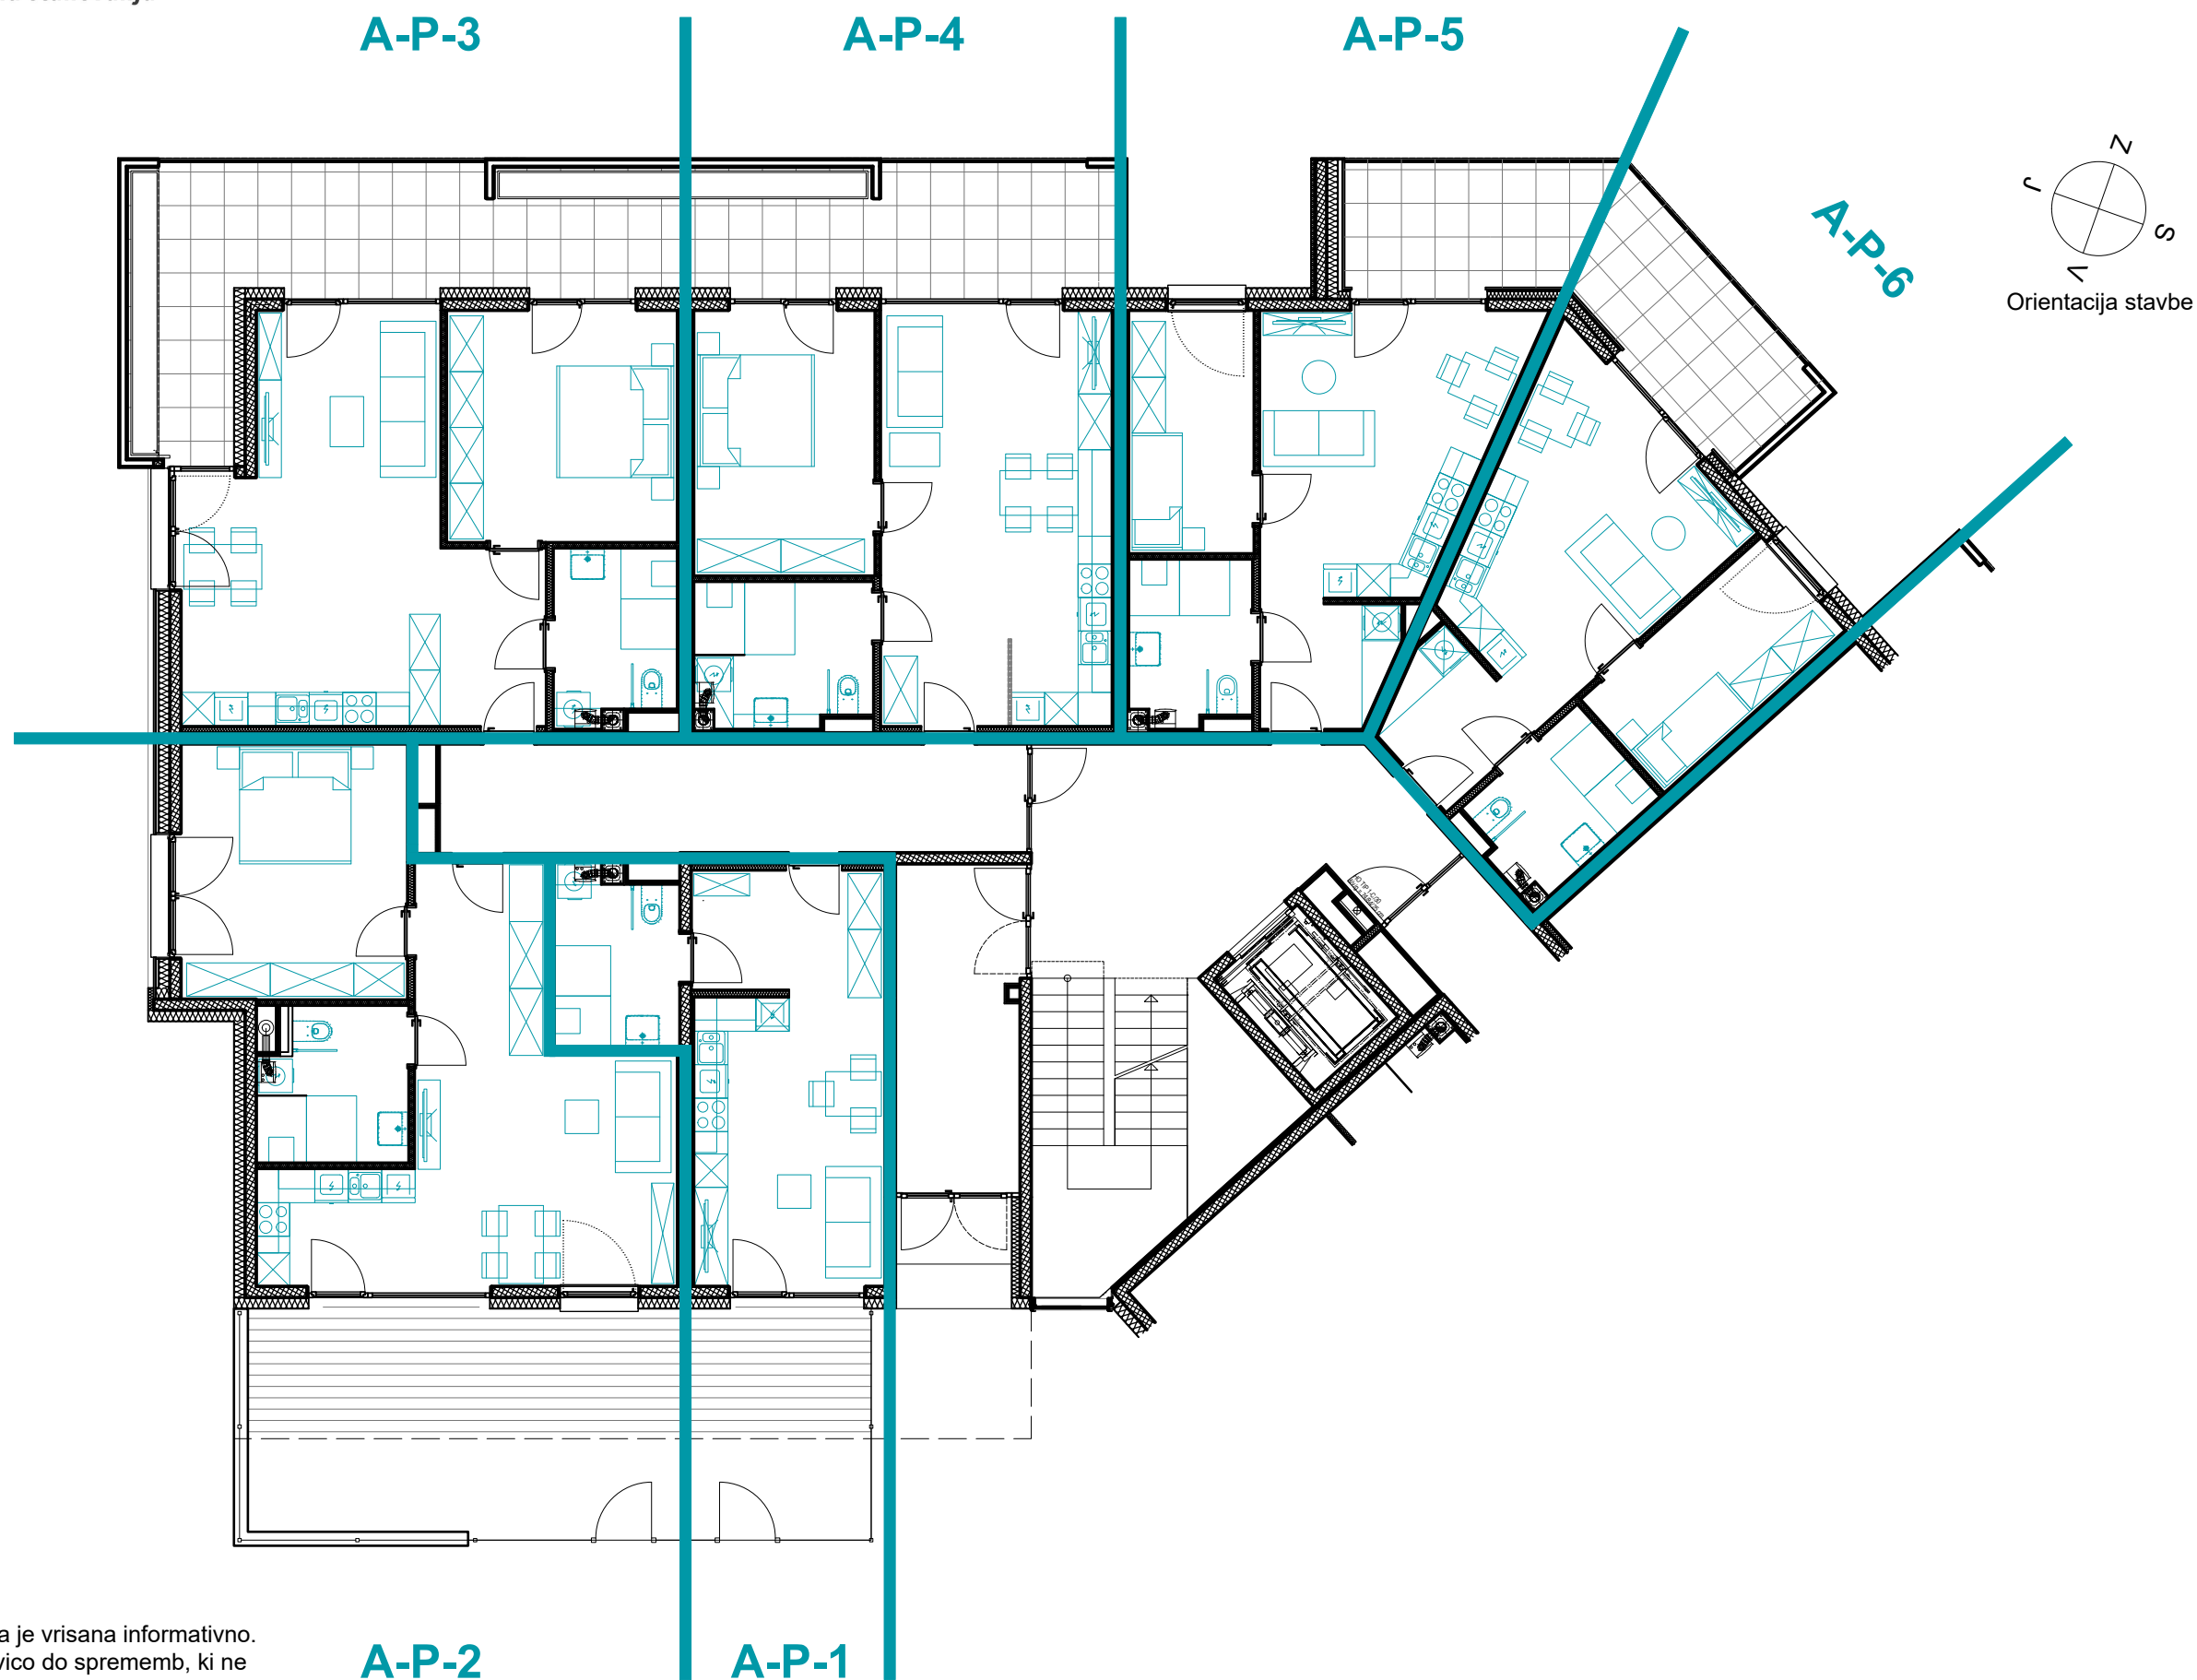 A-P-3
A-P-4
A-P-5
A-P-6
Z
J
S
V
Orientacija stavbe
a je vrisana informativno.
vico do sprememb, ki ne
A-P-2
A-P-1